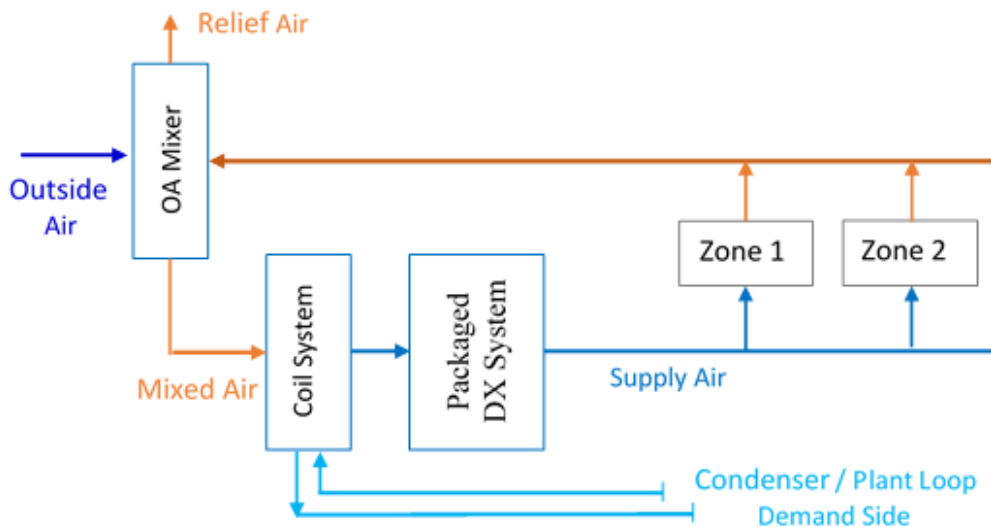 Relief Air
OA Mixer
Outside
Air
Zone 1
Zone 2
Coil System
Packaged
DX System
Mixed Air
Supply Air
Condenser / Plant Loop
Demand Side